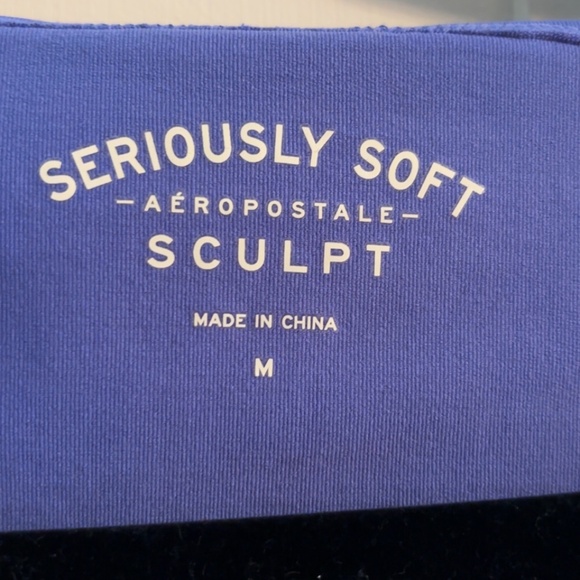 SERIOUSLY SOFT
–AÉROPOSTALE–
SCULPT
MADE IN CHINA
M